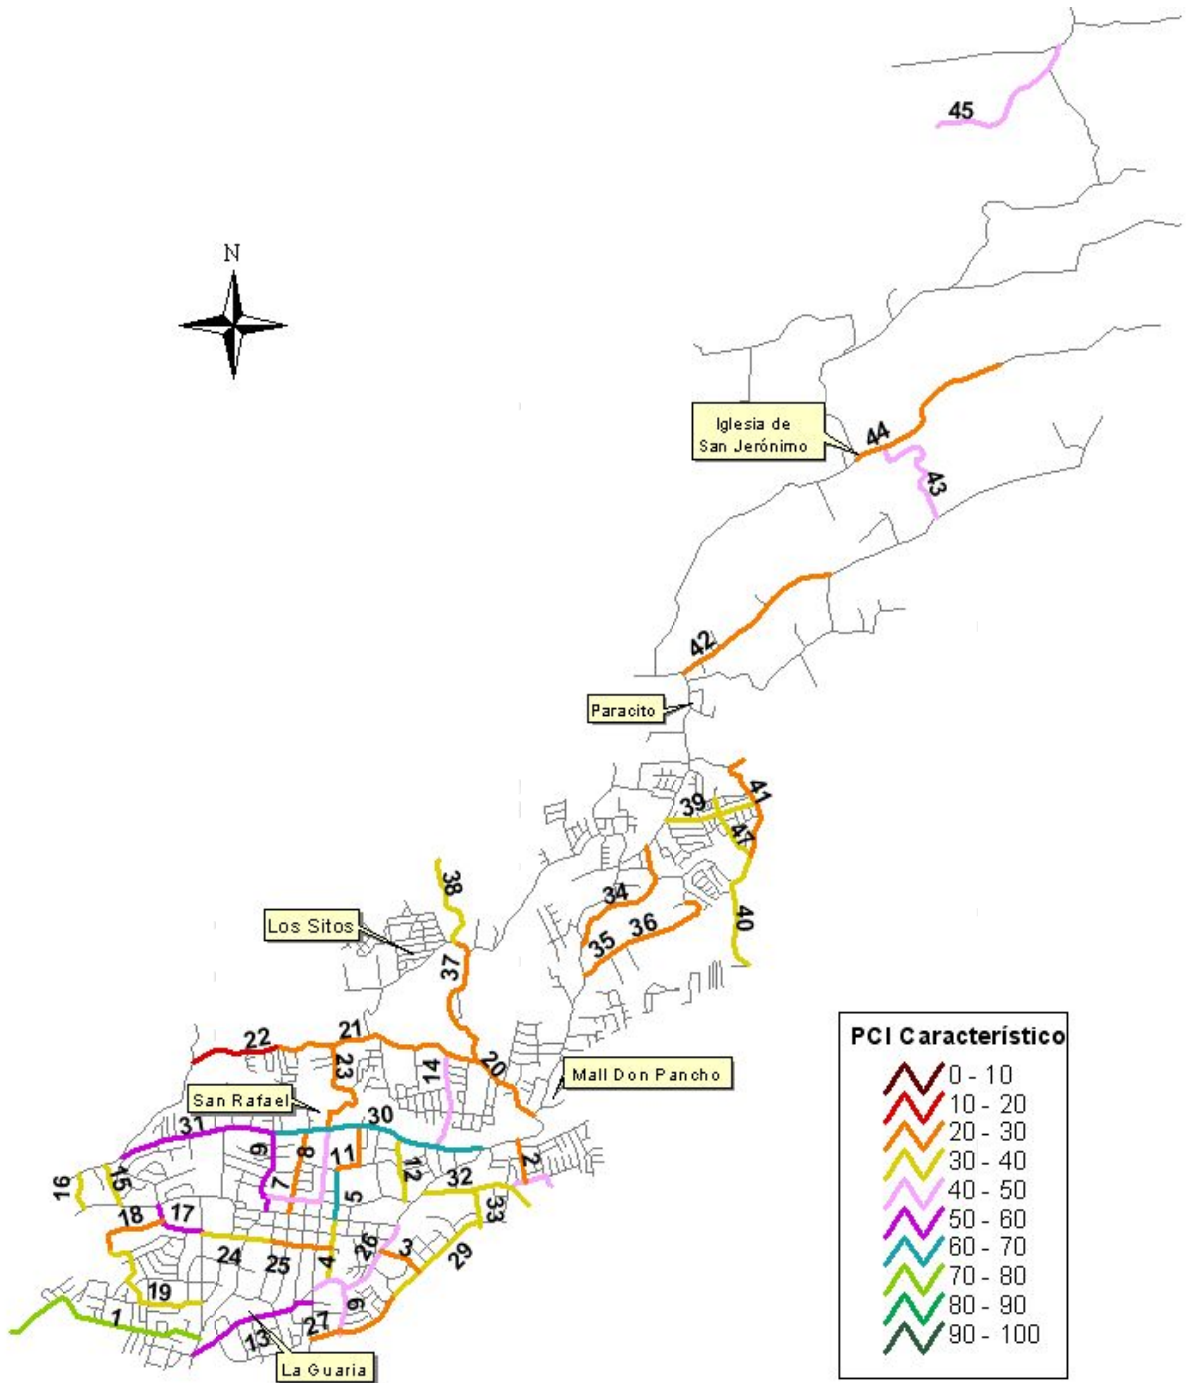 45
N
Iglesia de
San Jerónimo
44
43
42
Paracito
41
39
47
38
34
40
36
35
Los Sitos
37
22
21
20
23
14
Mall Don Pancho
San Rafael
30
31
9
8
11
12
2
32
16
15
7
5
33
18
17
24
25
4
26
3
29
19
1
6
27
13
La Guaria
PCI Característico
0 - 10
10 - 20
20 - 30
30 - 40
40 - 50
50 - 60
60 - 70
70 - 80
80 - 90
90 - 100